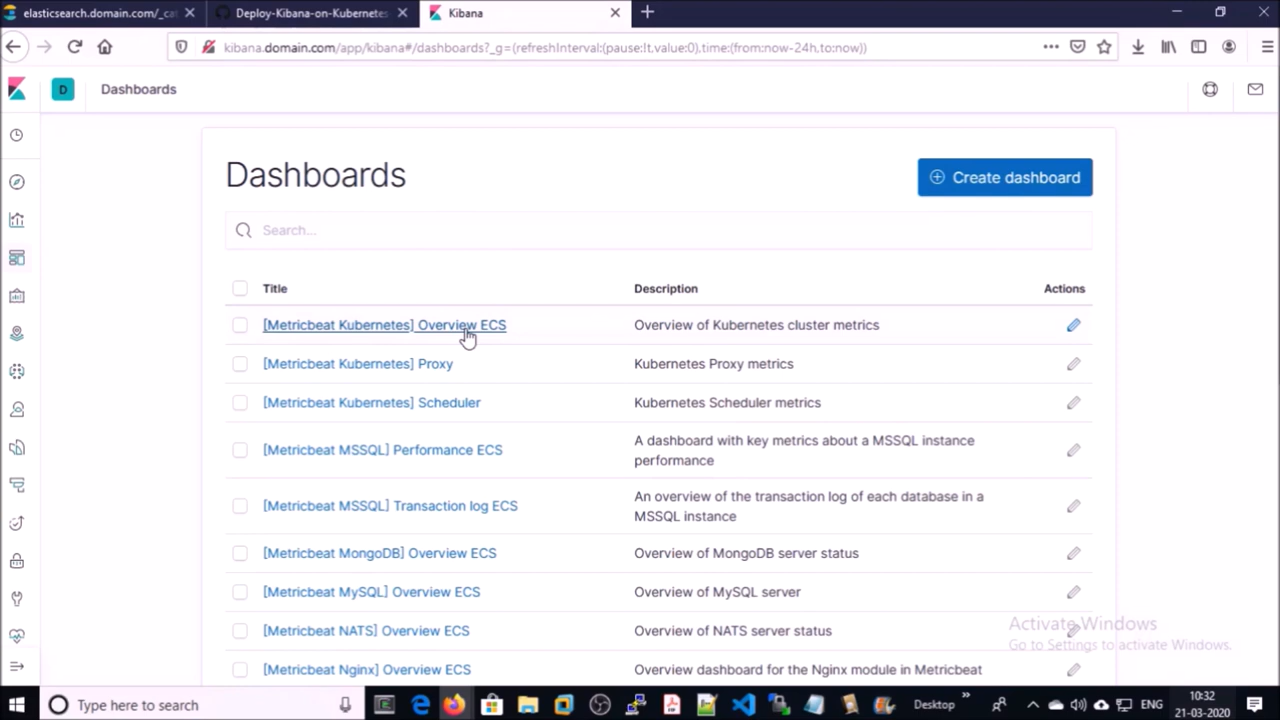 elasticsearch.domain.com/_cat
Deploy-Kibana-on-Kubernetes
Kibana
kibana.domain.com/app/kibana#/dashboards?_g=(refreshInterval:(pause:!t,value:0),time:(from:now-24h,to:now))
D
Dashboards
Dashboards
Create dashboard
Search...
Title Description Actions
[Metricbeat Kubernetes] Overview ECS Overview of Kubernetes cluster metrics
[Metricbeat Kubernetes] Proxy Kubernetes Proxy metrics
[Metricbeat Kubernetes] Scheduler Kubernetes Scheduler metrics
[Metricbeat MSSQL] Performance ECS A dashboard with key metrics about a MSSQL instance
performance
[Metricbeat MSSQL] Transaction log ECS An overview of the transaction log of each database in a
MSSQL instance
[Metricbeat MongoDB] Overview ECS Overview of MongoDB server status
[Metricbeat MySQL] Overview ECS Overview of MySQL server
[Metricbeat NATS] Overview ECS Overview of NATS server status
[Metricbeat Nginx] Overview ECS Overview dashboard for the Nginx module in Metricbeat
Activate Windows
Go to Settings to activate Windows.
Type here to search
Desktop
ENG
10:32
21-03-2020